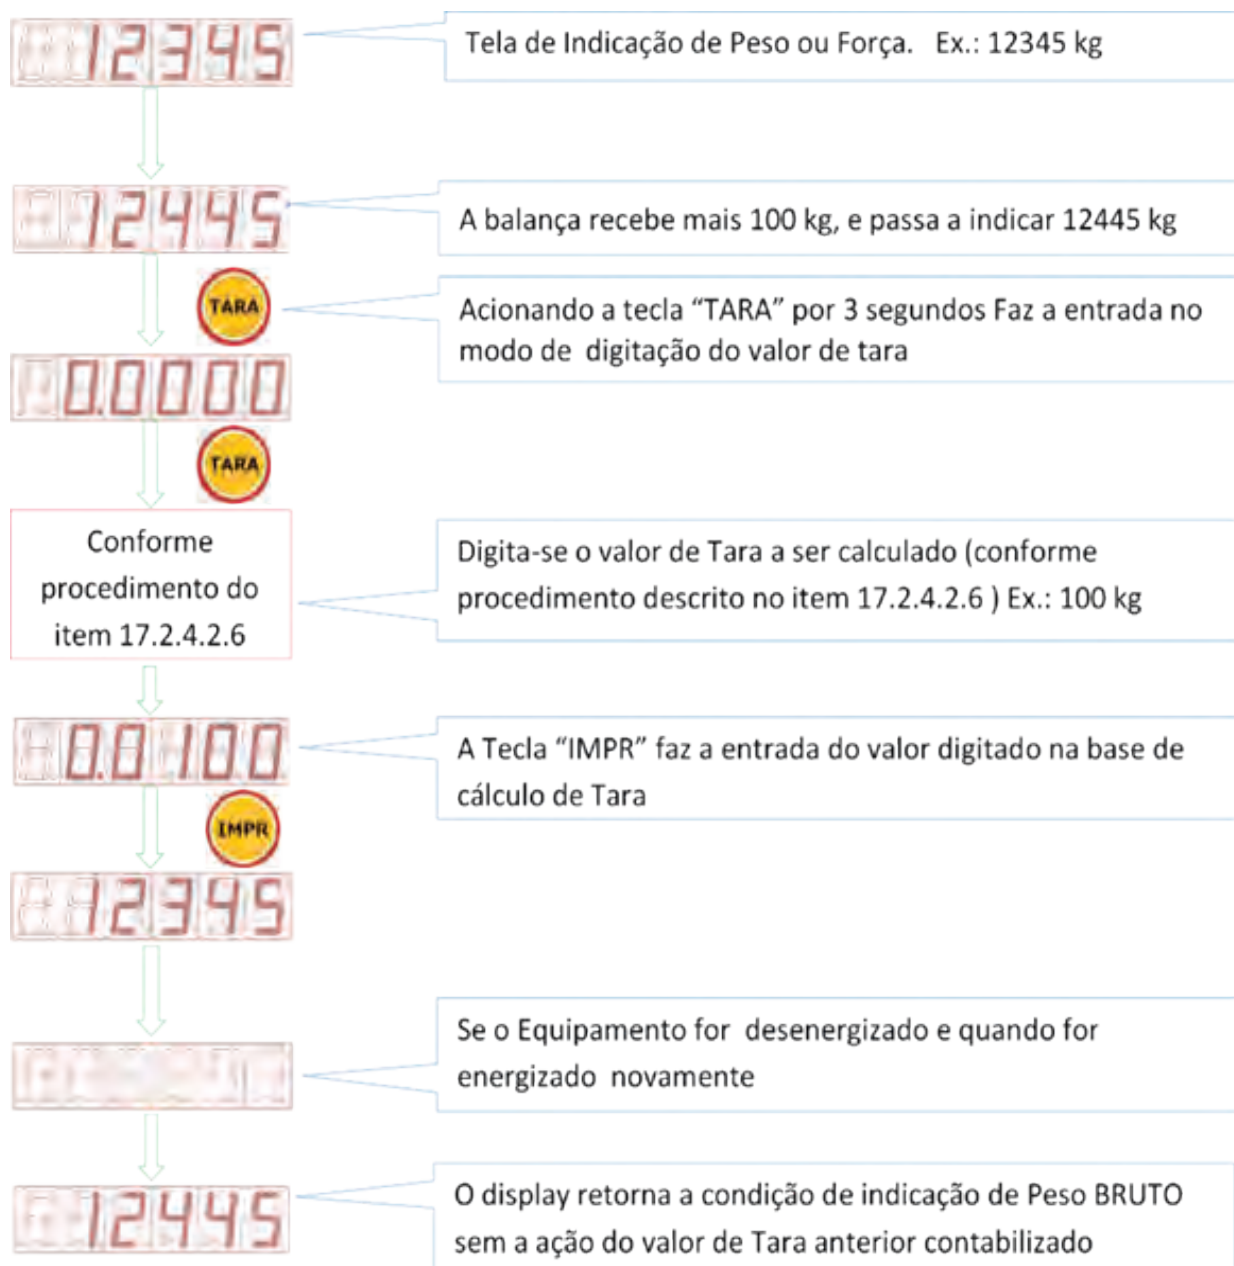 12345
Tela de Indicação de Peso ou Força. Ex.: 12345 kg
12445
A balança recebe mais 100 kg, e passa a indicar 12445 kg
TARA
Acionando a tecla “TARA” por 3 segundos Faz a entrada no
modo de digitação do valor de tara
0.0000
TARA
Conforme
procedimento do
item 17.2.4.2.6
Digita-se o valor de Tara a ser calculado (conforme
procedimento descrito no item 17.2.4.2.6 ) Ex.: 100 kg
0.0100
A Tecla “IMPR” faz a entrada do valor digitado na base de
cálculo de Tara
IMPR
12345
Se o Equipamento for desenergizado e quando for
energizado novamente
12445
O display retorna a condição de indicação de Peso BRUTO
sem a ação do valor de Tara anterior contabilizado